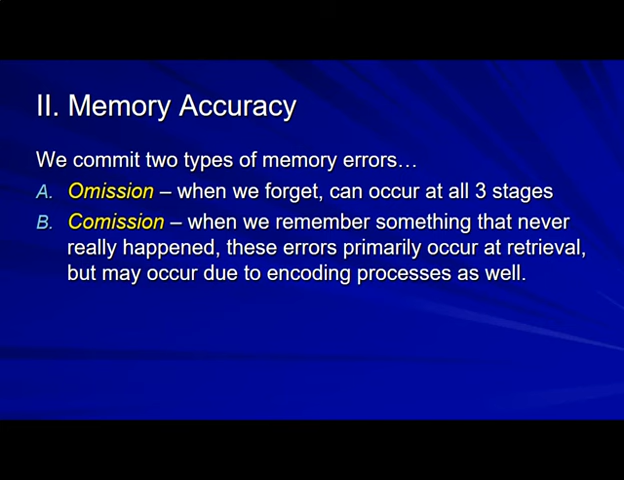 II. Memory Accuracy
We commit two types of memory errors…
A. Omission – when we forget, can occur at all 3 stages
B. Comission – when we remember something that never
really happened, these errors primarily occur at retrieval,
but may occur due to encoding processes as well.